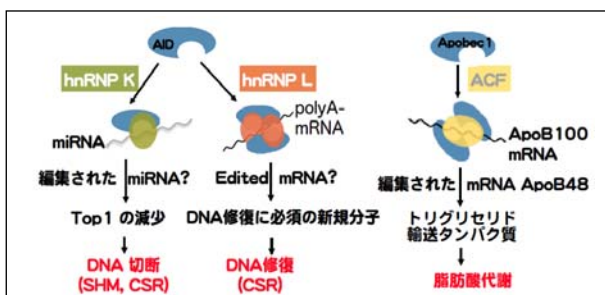 AID
hnRNP K
hnRNP L
miRNA
polyA-
mRNA
編集された miRNA?
Edited mRNA?
Top1 の減少
DNA修復に必須の新規分子
DNA 切断
(SHM, CSR)
DNA修復
(CSR)
Apobec1
ACF
ApoB100
mRNA
編集された mRNA ApoB48
トリグリセリド
輸送タンパク質
脂肪酸代謝